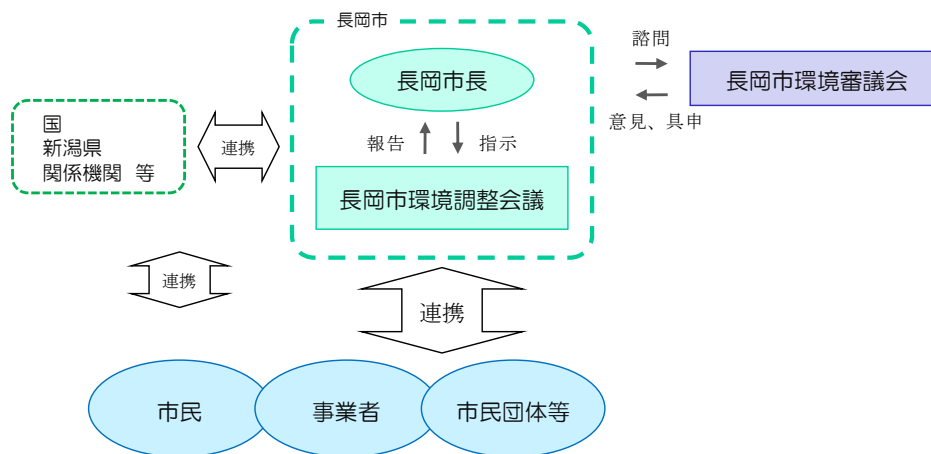 長岡市
諮問
長岡市長
長岡市環境審議会
国
新潟県
関係機関 等
連携
意見、具申
報告
指示
長岡市環境調整会議
連携
連携
市民
事業者
市民団体等